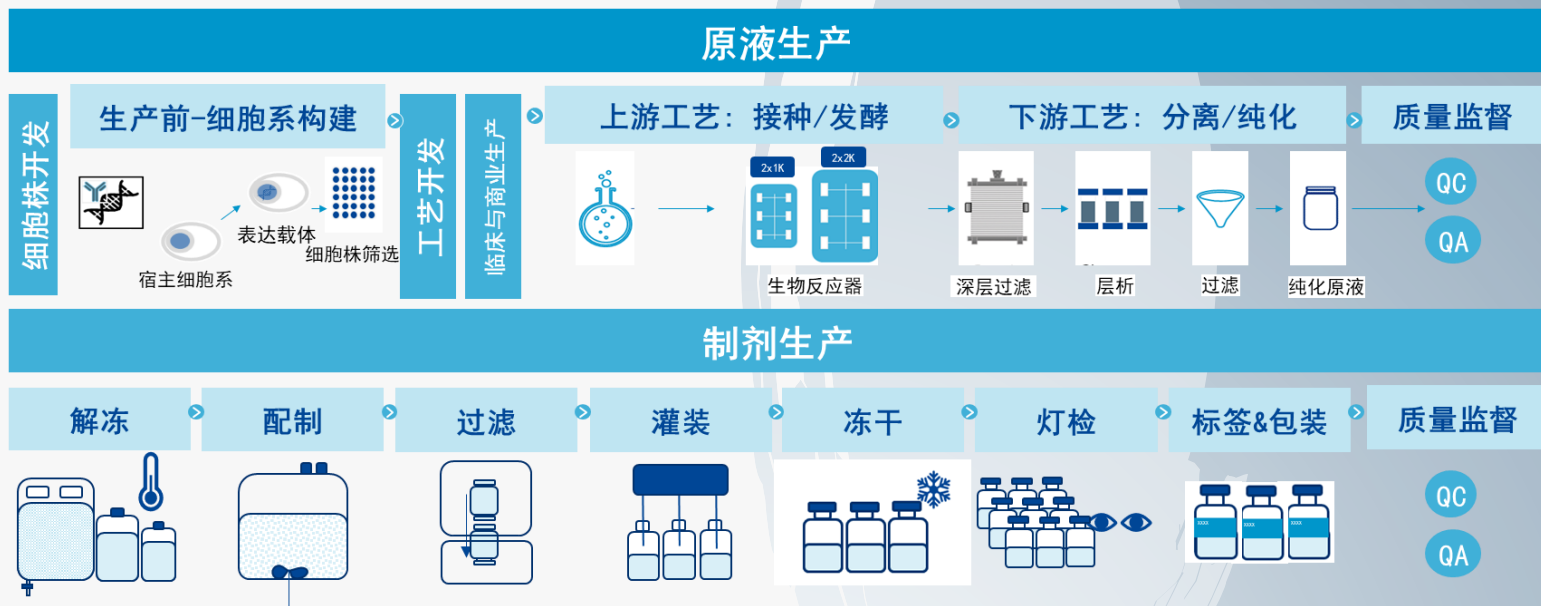 原液生产
细胞株开发
生产前-细胞系构建
工艺开发
临床与商业生产
上游工艺：接种/发酵
下游工艺：分离/纯化
质量监督
2x1K
2x2K
QC
QA
宿主细胞系
表达载体
细胞株筛选
生物反应器
深层过滤
层析
过滤
纯化原液
制剂生产
解冻
配制
过滤
灌装
冻干
灯检
标签&包装
质量监督
xxxx
xxxx
xxxx
QC
QA